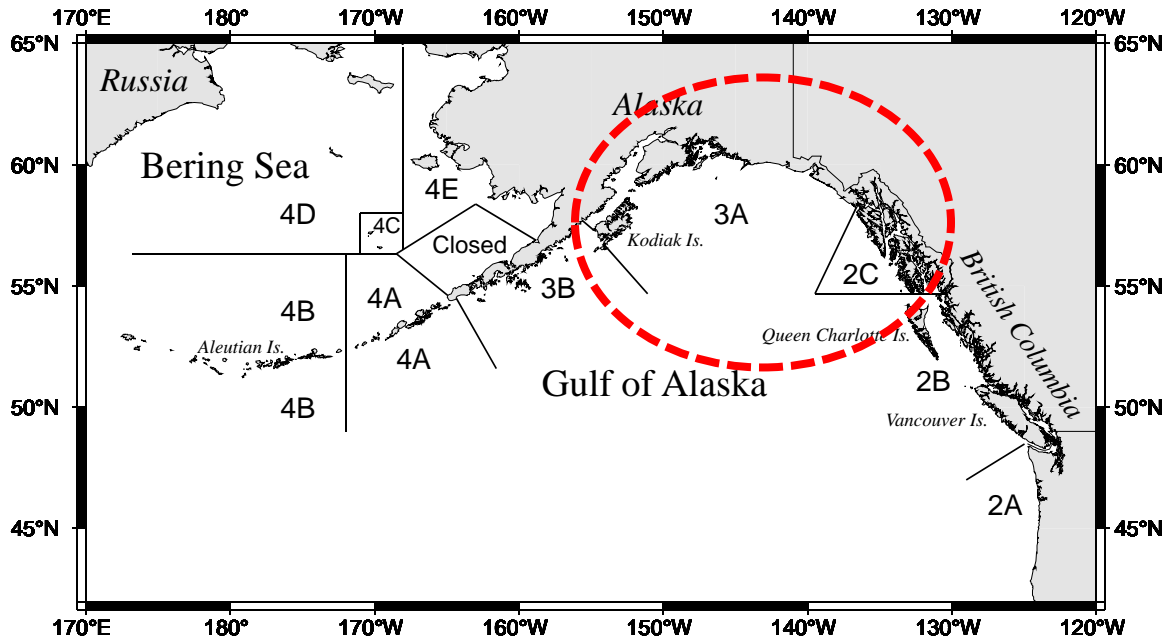 170°E 180° 170°W 160°W 150°W 140°W 130°W 120°W
65°N 65°N
Russia
Alaska
60°N 60°N
Bering Sea
4E
4D
3A
4C
Kodiak Is.
Closed
2C
British Columbia
3B
55°N 55°N
4A
4B
Queen Charlotte Is.
Aleutian Is.
4A
Gulf of Alaska
2B
50°N 50°N
4B
Vancouver Is.
2A
45°N 45°N
170°E 180° 170°W 160°W 150°W 140°W 130°W 120°W